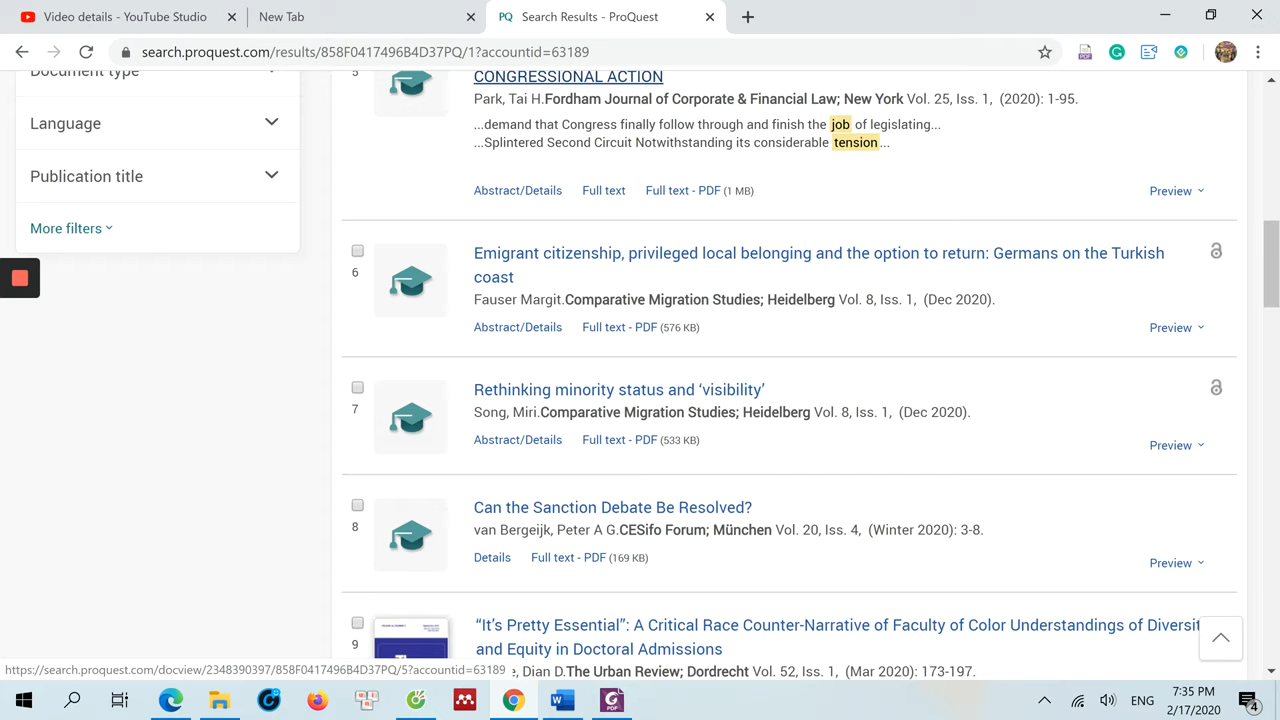 Video details - YouTube Studio
New Tab
PQ Search Results - ProQuest
search.proquest.com/results/858F0417496B4D37PQ/1?accountid=63189
Document type
Language
Publication title
More filters
5
CONGRESSIONAL ACTION
Park, Tai H.Fordham Journal of Corporate & Financial Law; New York Vol. 25, Iss. 1, (2020): 1-95.
...demand that Congress finally follow through and finish the job of legislating...
...Splintered Second Circuit Notwithstanding its considerable tension...
Abstract/Details Full text Full text - PDF (1 MB)
Preview
6
Emigrant citizenship, privileged local belonging and the option to return: Germans on the Turkish
coast
Fauser Margit.Comparative Migration Studies; Heidelberg Vol. 8, Iss. 1, (Dec 2020).
Abstract/Details Full text - PDF (576 KB)
Preview
7
Rethinking minority status and ‘visibility’
Song, Miri.Comparative Migration Studies; Heidelberg Vol. 8, Iss. 1, (Dec 2020).
Abstract/Details Full text - PDF (533 KB)
Preview
8
Can the Sanction Debate Be Resolved?
van Bergeijk, Peter A G.CESifo Forum; München Vol. 20, Iss. 4, (Winter 2020): 3-8.
Details Full text - PDF (169 KB)
Preview
9
“It’s Pretty Essential”: A Critical Race Counter-Narrative of Faculty of Color Understandings of Diversit
and Equity in Doctoral Admissions
e, Dian D.The Urban Review; Dordrecht Vol. 52, Iss. 1, (Mar 2020): 173-197.
https://search.proquest.com/docview/2348390397/858F0417496B4D37PQ/5?accountid=63189
ENG
7:35 PM
2/17/2020
4